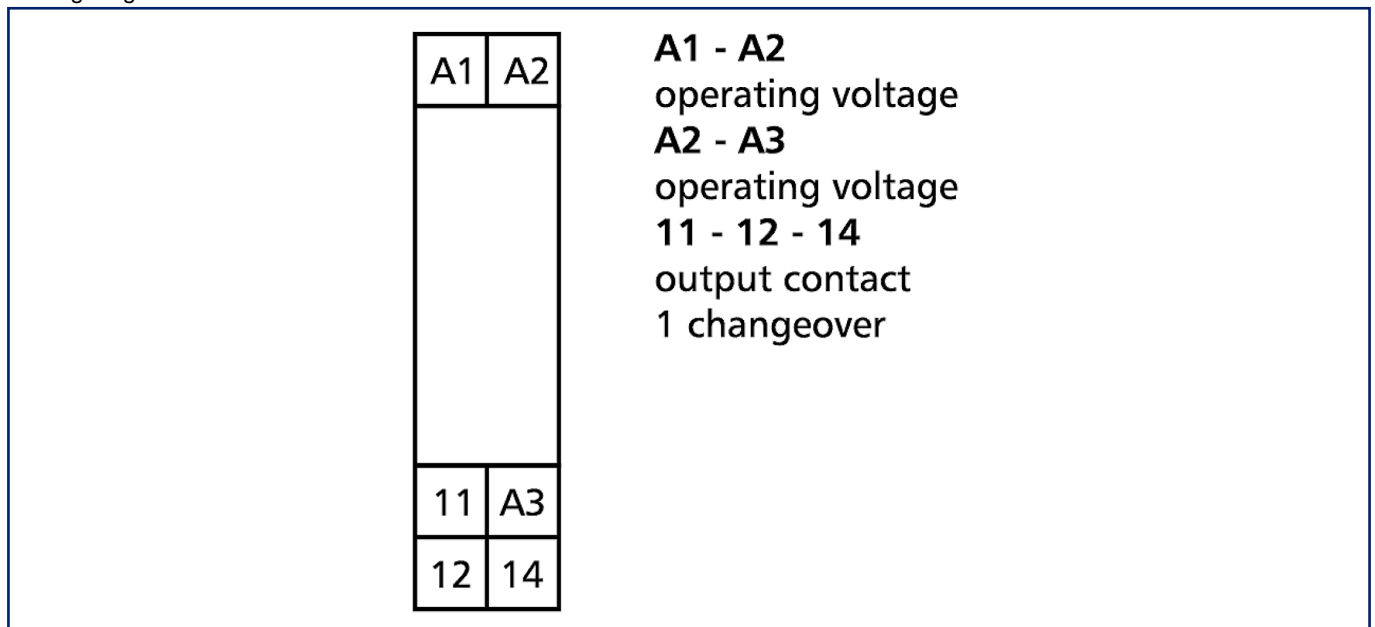 A1 A2
A1 - A2
operating voltage
A2 - A3
operating voltage
11 - 12 - 14
output contact
1 changeover
11 A3
12 14